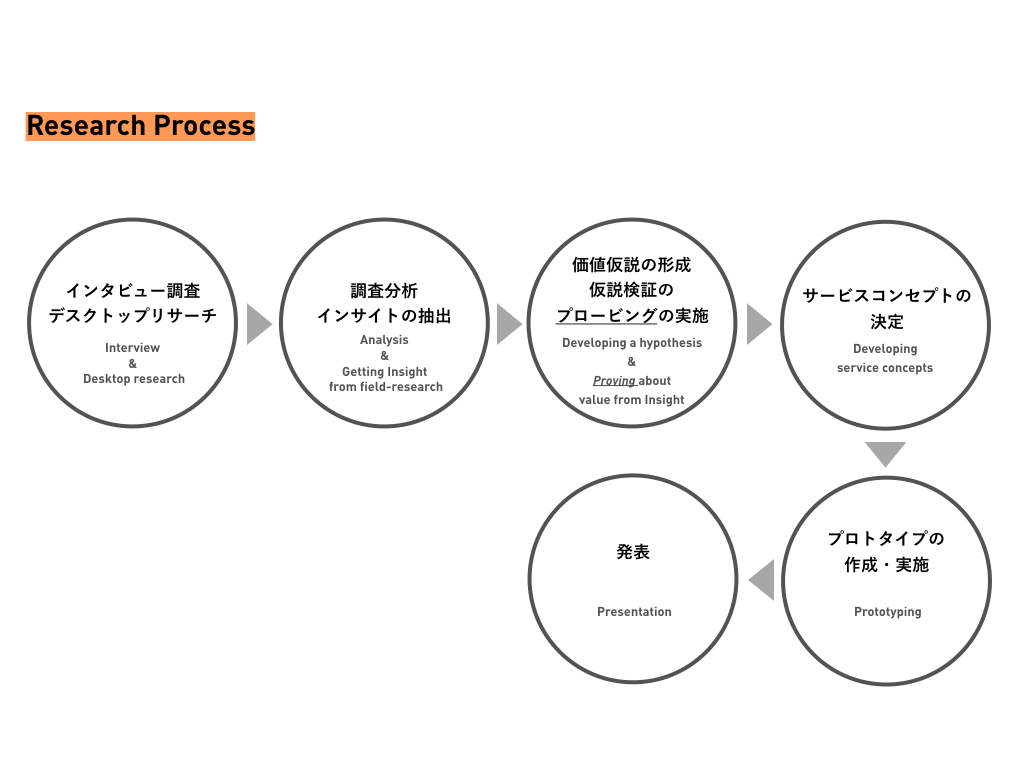 Research Process
インタビュー調査
デスクトップリサーチ
Interview
&
Desktop research
調査分析
インサイトの抽出
Analysis
&
Getting Insight
from field-research
価値仮説の形成
仮説検証の
プロービングの実施
Developing a hypothesis
&
Proving about
value from Insight
サービスコンセプトの
決定
Developing
service concepts
プロトタイプの
作成・実施
Prototyping
発表
Presentation